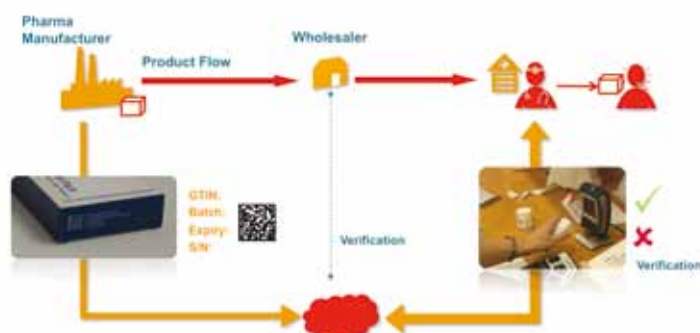 Pharma
Manufacturer
Wholesaler
Product Flow
GTIN:
Batch:
Expiry:
S/N:
Verification
Verification